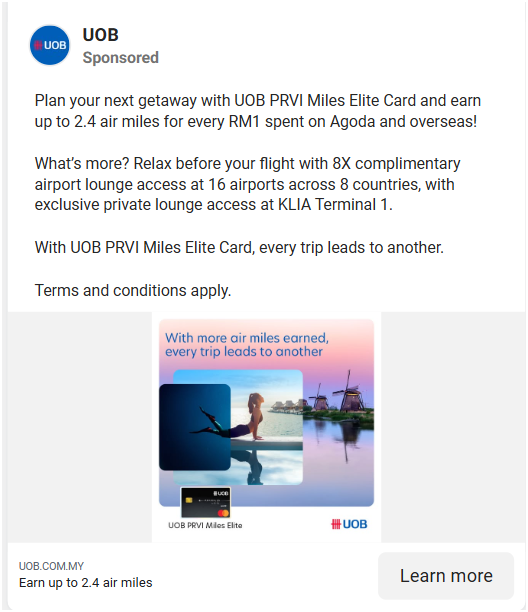 UOB
UOB
Sponsored
Plan your next getaway with UOB PRVI Miles Elite Card and earn
up to 2.4 air miles for every RM1 spent on Agoda and overseas!
What’s more? Relax before your flight with 8X complimentary
airport lounge access at 16 airports across 8 countries, with
exclusive private lounge access at KLIA Terminal 1.
With UOB PRVI Miles Elite Card, every trip leads to another.
Terms and conditions apply.
With more air miles earned,
every trip leads to another
UOB
UOB PRVI Miles Elite
UOB
UOB.COM.MY
Earn up to 2.4 air miles
Learn more